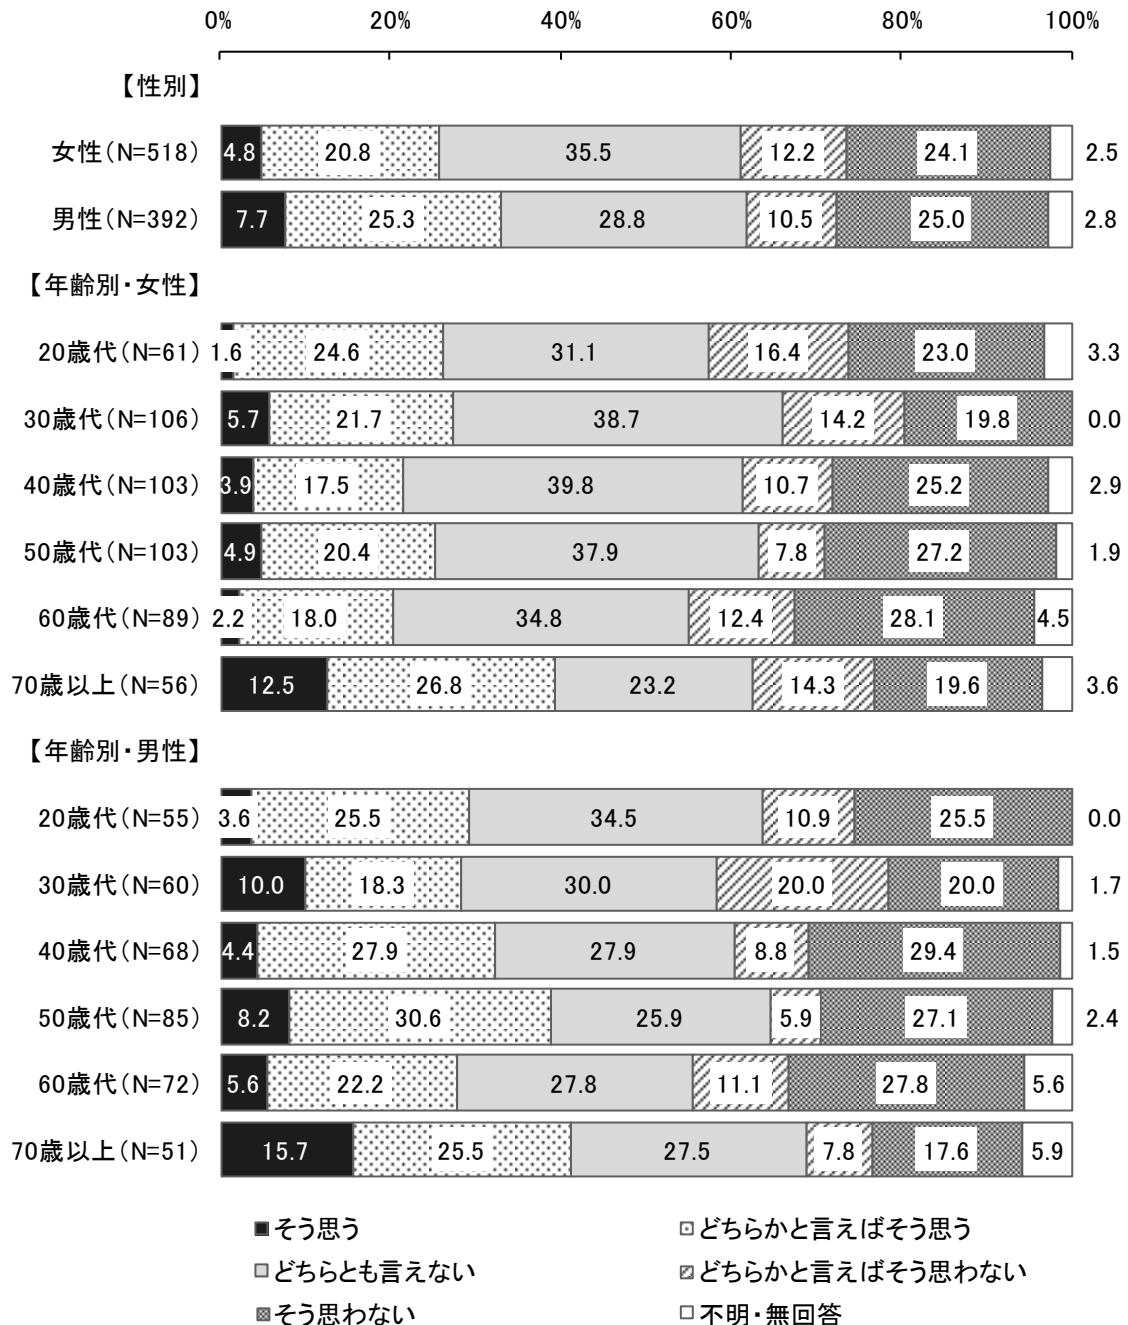 0% 20% 40% 60% 80% 100%
【性別】
女性(N=518) 4.8 20.8 35.5 12.2 24.1 2.5
男性(N=392) 7.7 25.3 28.8 10.5 25.0 2.8
【年齢別・女性】
20歳代(N=61) 1.6 24.6 31.1 16.4 23.0 3.3
30歳代(N=106) 5.7 21.7 38.7 14.2 19.8 0.0
40歳代(N=103) 3.9 17.5 39.8 10.7 25.2 2.9
50歳代(N=103) 4.9 20.4 37.9 7.8 27.2 1.9
60歳代(N=89) 2.2 18.0 34.8 12.4 28.1 4.5
70歳以上(N=56) 12.5 26.8 23.2 14.3 19.6 3.6
【年齢別・男性】
20歳代(N=55) 3.6 25.5 34.5 10.9 25.5 0.0
30歳代(N=60) 10.0 18.3 30.0 20.0 20.0 1.7
40歳代(N=68) 4.4 27.9 27.9 8.8 29.4 1.5
50歳代(N=85) 8.2 30.6 25.9 5.9 27.1 2.4
60歳代(N=72) 5.6 22.2 27.8 11.1 27.8 5.6
70歳以上(N=51) 15.7 25.5 27.5 7.8 17.6 5.9
そう思う どちらかと言えばそう思う
どちらとも言えない どちらかと言えばそう思わない
そう思わない 不明・無回答